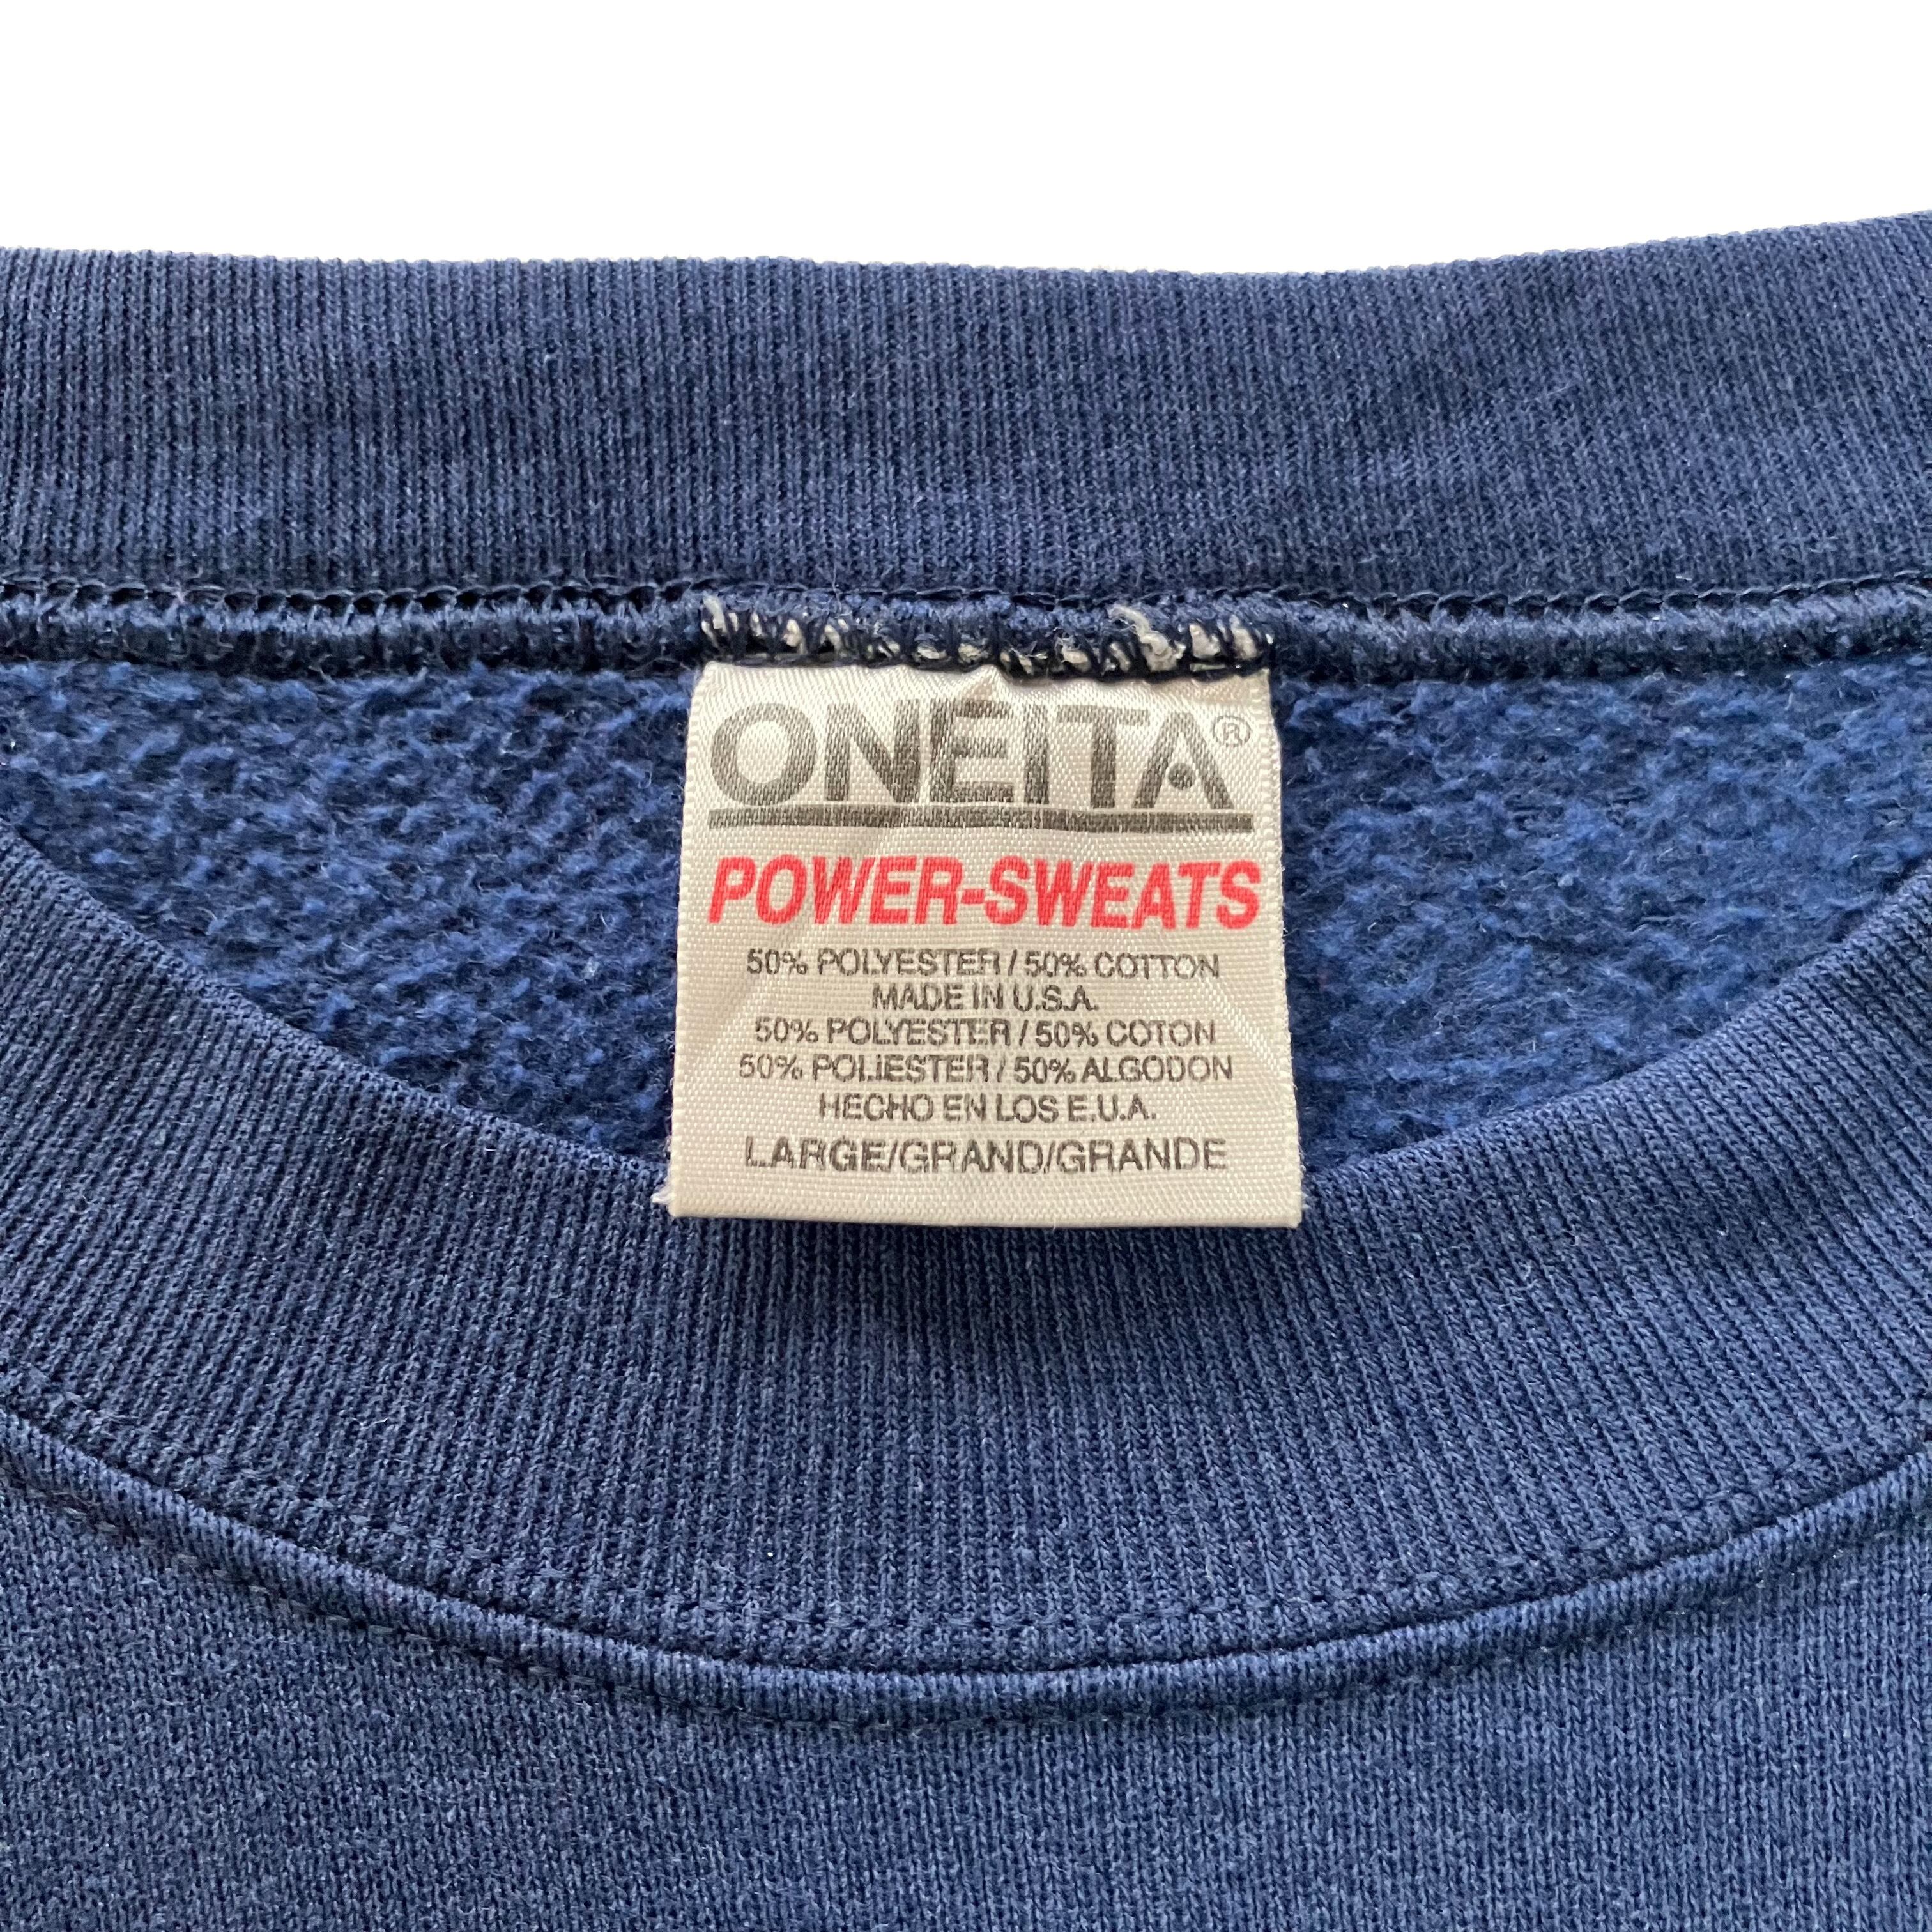 ONEITA®
POWER-SWEATS
50% POLYESTER / 50% COTTON
MADE IN U.S.A.
50% POLYESTER / 50% COTON
50% POLIESTER / 50% ALGODON
HECHO EN LOS E.U.A.
LARGE/GRAND/GRANDE